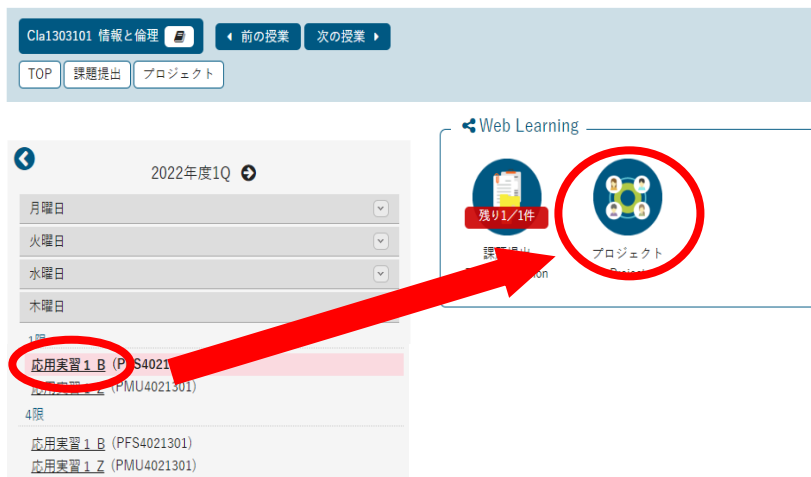 Cla1303101 情報と倫理
前の授業
次の授業
TOP
課題提出
プロジェクト
Web Learning
残り1／1件
プロジェクト
2022年度1Q
月曜日
火曜日
水曜日
木曜日
1限
応用実習１ B
4限
応用実習１ B (PFS4021301)
応用実習１ Z (PMU4021301)
(PMU4021301)